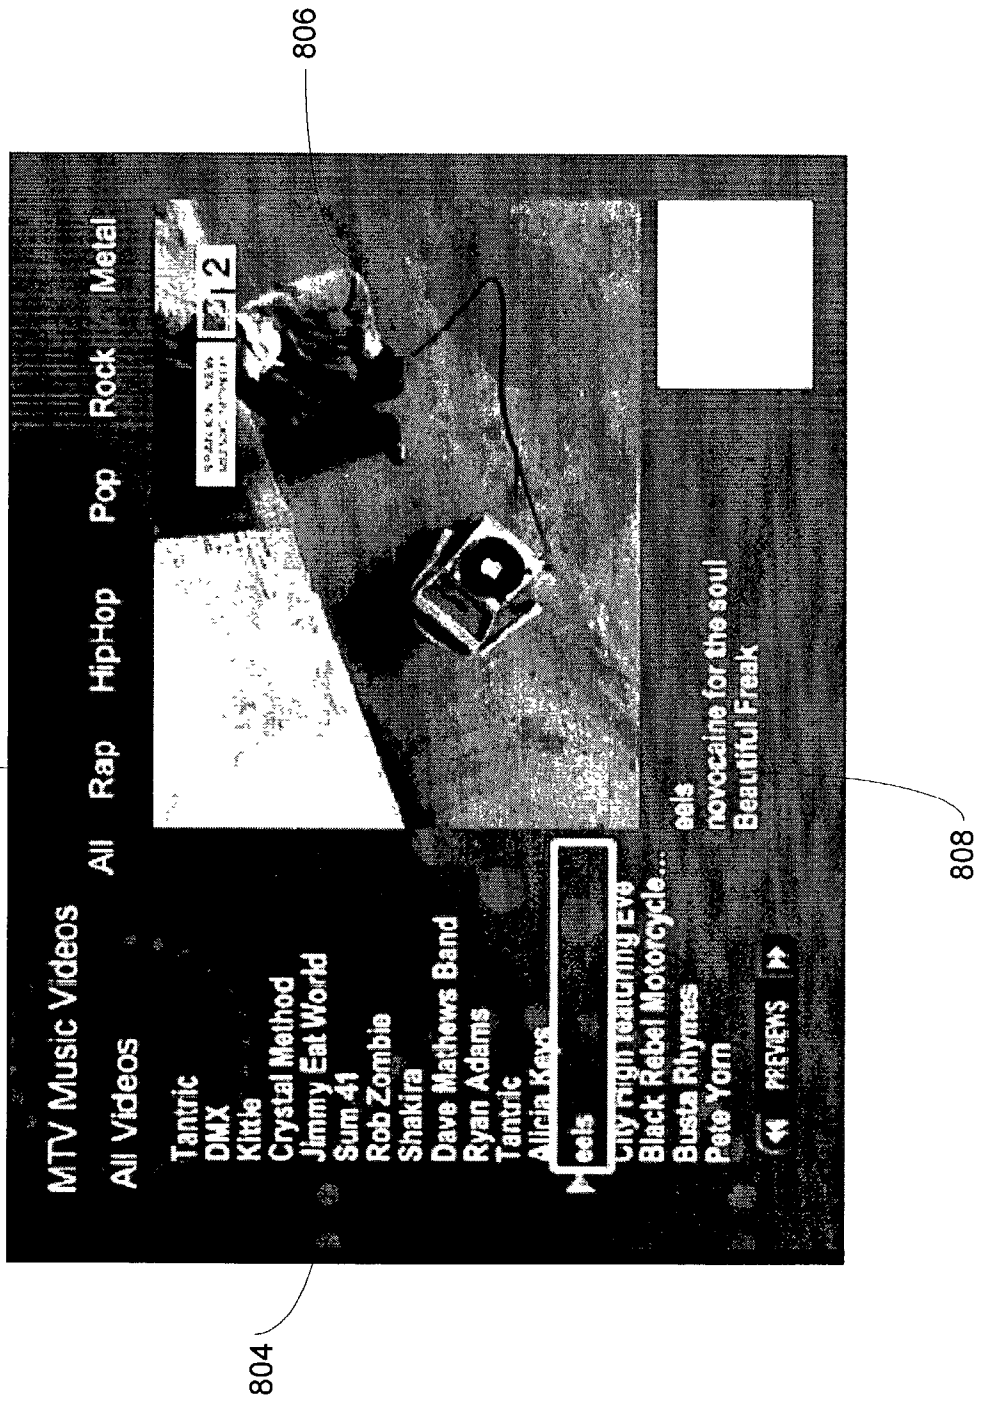 806
MTV Music Videos
All Videos
All Rap HipHop Pop Rock Metal
2
Tantric
DMX
Kittie
Crystal Method
Jimmy Eat World
Sum 41
Rob Zombie
Shakira
Dave Mathews Band
Ryan Adams
Tantric
Alicia Keys
eels
City High featuring Eve
Black Rebel Motorcycle...
Busta Rhymes
Pete Yorn
PREVIEWS
eels
novocaine for the soul
Beautiful Freak
804
808